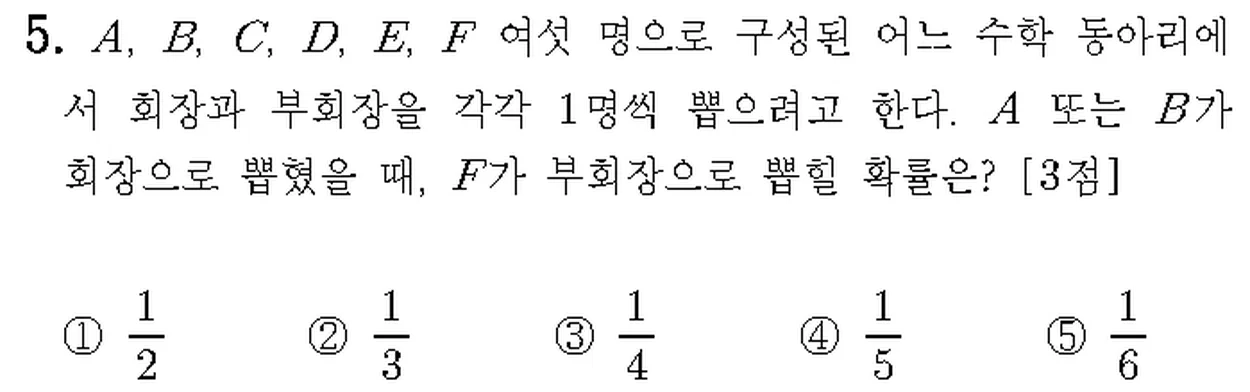 5. A, B, C, D, E, F 여섯 명으로 구성된 어느 수학 동아리에
서 회장과 부회장을 각각 1명씩 뽑으려고 한다. A 또는 B가
회장으로 뽑혔을 때, F가 부회장으로 뽑힐 확률은? [3점]
① 1/2 ② 1/3 ③ 1/4 ④ 1/5 ⑤ 1/6